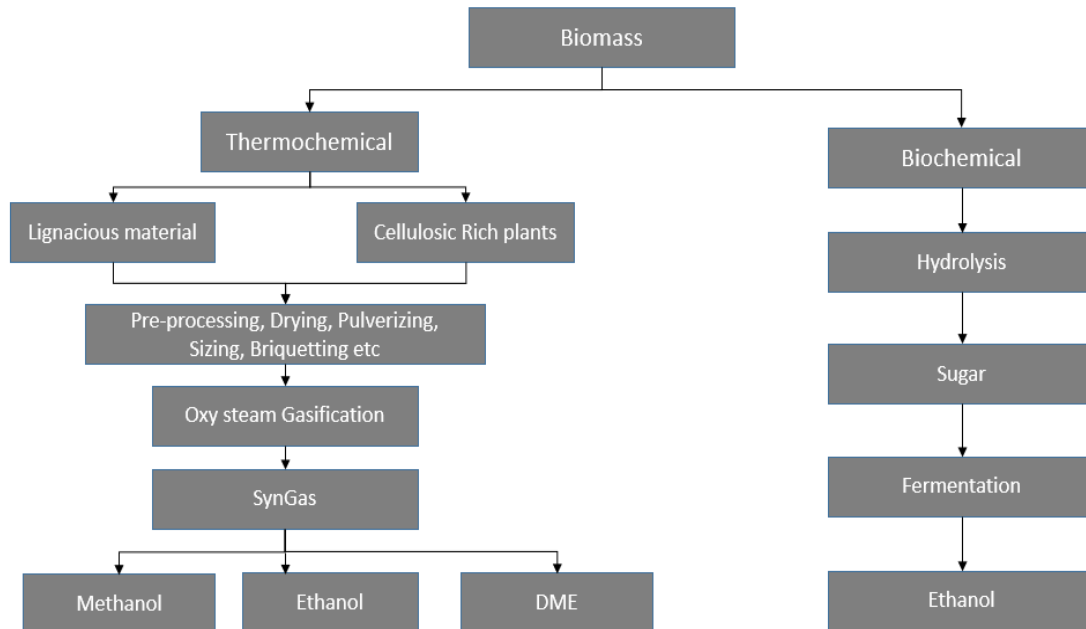 Biomass
Thermochemical
Biochemical
Lignacious material
Cellulosic Rich plants
Hydrolysis
Pre-processing, Drying, Pulverizing,
Sizing, Briquetting etc
Sugar
Oxy steam Gasification
SynGas
Fermentation
Methanol
Ethanol
DME
Ethanol